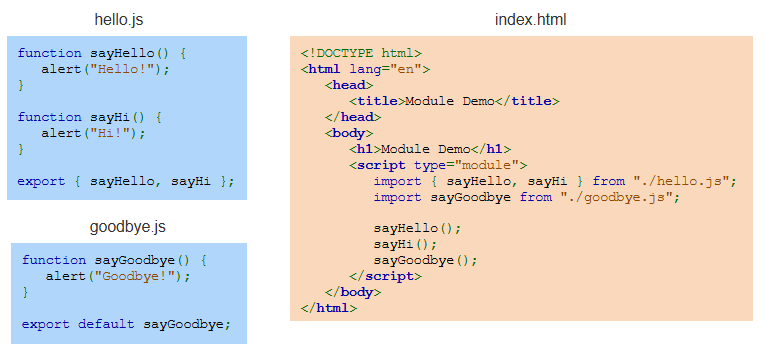 hello.js
function sayHello() {
   alert("Hello!");
}

function sayHi() {
   alert("Hi!");
}

export { sayHello, sayHi };
goodbye.js
function sayGoodbye() {
   alert("Goodbye!");
}

export default sayGoodbye;
index.html
<!DOCTYPE html>
<html lang="en">
   <head>
      <title>Module Demo</title>
   </head>
   <body>
      <h1>Module Demo</h1>
      <script type="module">
         import { sayHello, sayHi } from "./hello.js";
         import sayGoodbye from "./goodbye.js";

         sayHello();
         sayHi();
         sayGoodbye();
      </script>
   </body>
</html>